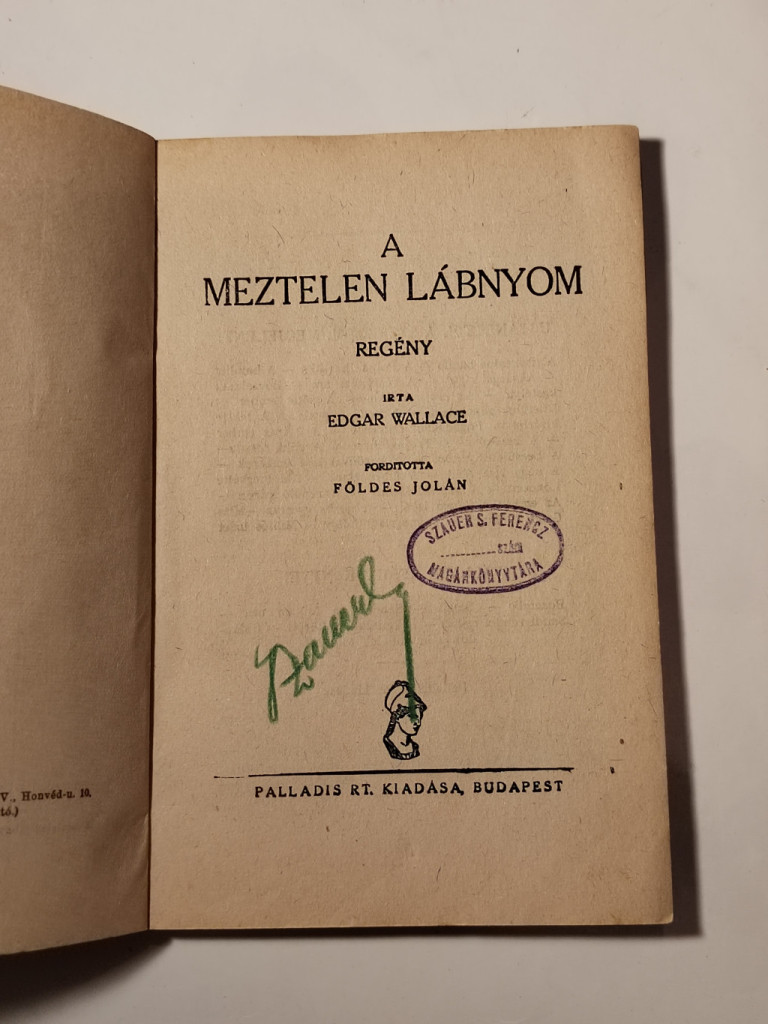 A
MEZTELEN LÁBNYOM
REGÉNY
IRTA
EDGAR WALLACE
FORDITOTTA
FÖLDES JOLÁN
SZAUER S. FERENCZ
szám
MAGÁNKÖNYVTÁRA
PALLADIS RT. KIADÁSA, BUDAPEST
V., Honvéd-u. 10.
tó.)